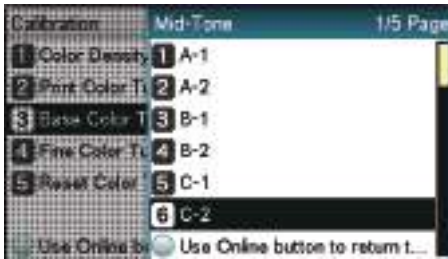 Calibration
1 Color Density
2 Print Color T
3 Base Color T
4 Fine Color T
5 Reset Color
Use Online b
Mid-Tone 1/5 Page
1 A-1
2 A-2
3 B-1
4 B-2
5 C-1
6 C-2
Use Online button to return t...